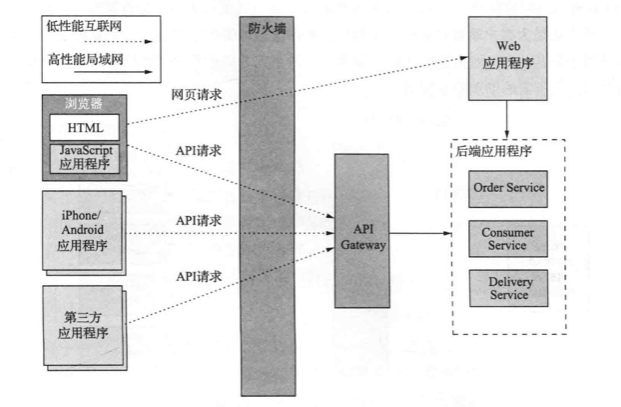 低性能互联网
高性能局域网
防火墙
Web
应用程序
浏览器
HTML
JavaScript
应用程序
网页请求
API请求
iPhone/
Android
应用程序
API请求
API请求
第三方
应用程序
API
Gateway
后端应用程序
Order Service
Consumer
Service
Delivery
Service